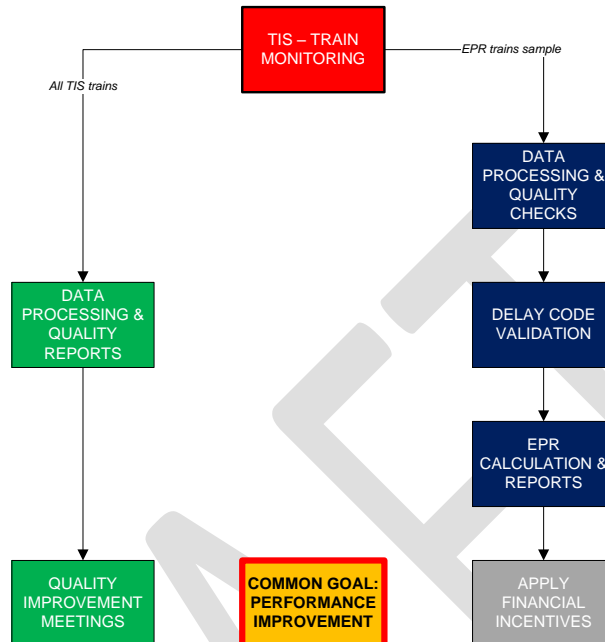 TIS – TRAIN
MONITORING
All TIS trains
EPR trains sample
DATA
PROCESSING &
QUALITY
CHECKS
DATA
PROCESSING &
QUALITY
REPORTS
DELAY CODE
VALIDATION
EPR
CALCULATION &
REPORTS
QUALITY
IMPROVEMENT
MEETINGS
COMMON GOAL:
PERFORMANCE
IMPROVEMENT
APPLY
FINANCIAL
INCENTIVES